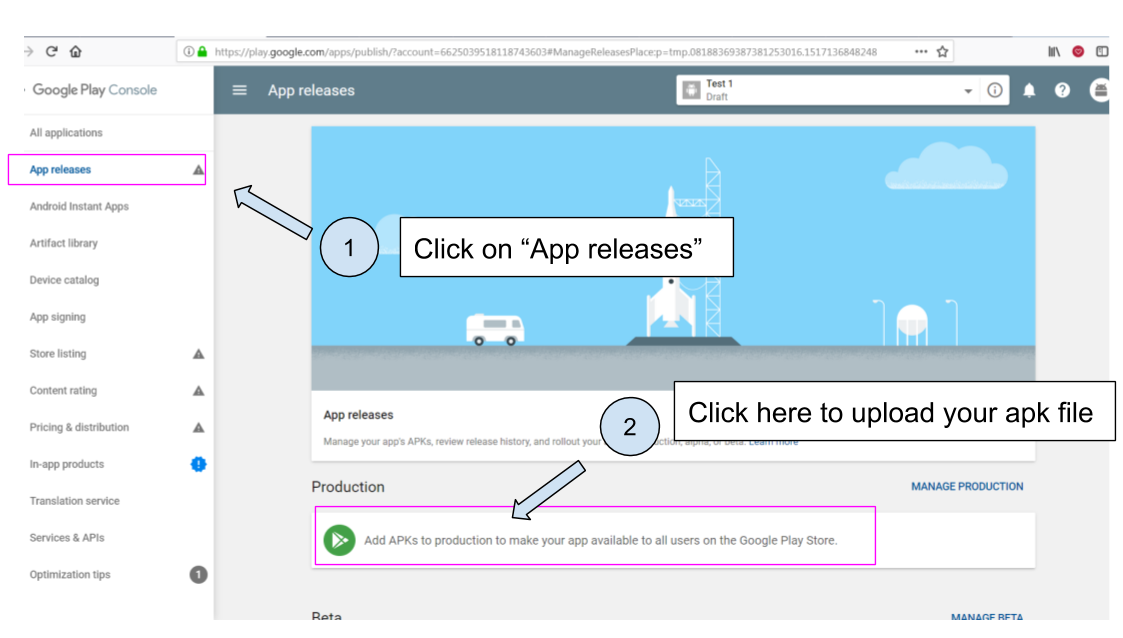 https://play.google.com/apps/publish/?account=6625039518118743603#ManageReleasesPlace:p=tmp.08188369387381253016.1517136848248
Google Play Console
App releases
Test 1
Draft
All applications
App releases
Android Instant Apps
Artifact library
Device catalog
App signing
Store listing
Content rating
Pricing & distribution
In-app products
Translation service
Services & APIs
Optimization tips
1
1
Click on “App releases”
2
Click here to upload your apk file
App releases
Manage your app's APKs, review release history, and rollout your alpha, or beta. Learn more
Production
MANAGE PRODUCTION
Add APKs to production to make your app available to all users on the Google Play Store.
Beta
MANAGE BETA